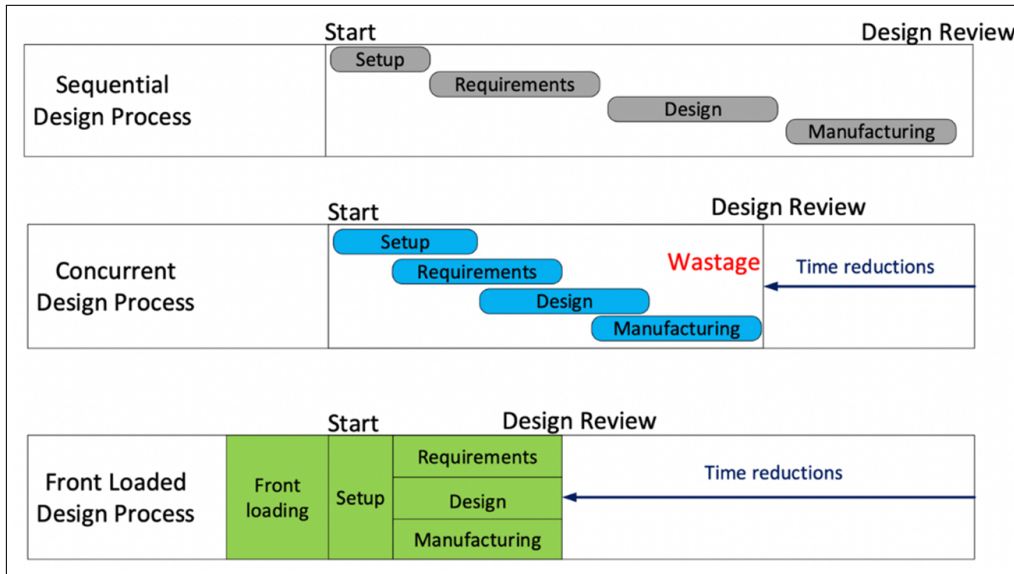 Start
Design Review
Sequential
Design Process
Setup
Requirements
Design
Manufacturing
Start
Design Review
Concurrent
Design Process
Setup
Requirements
Design
Manufacturing
Wastage
Time reductions
Start
Design Review
Front Loaded
Design Process
Front
loading
Setup
Requirements
Design
Manufacturing
Time reductions